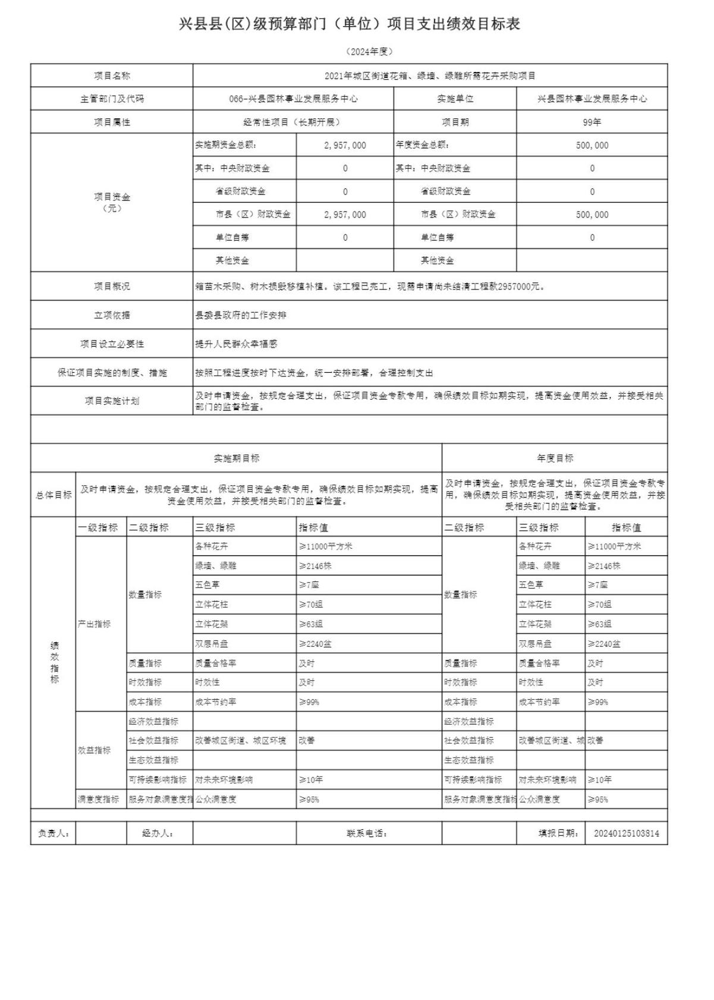 兴县县(区)级预算部门（单位）项目支出绩效目标表
（2024年度）
项目名称 2021年城区街道花箱、绿墙、绿雕所需花卉采购项目
主管部门及代码 066-兴县园林事业发展服务中心 实施单位 兴县园林事业发展服务中心
项目属性 经常性项目（长期开展） 项目期 99年
项目资金
（元）
实施期资金总额： 2,957,000 年度资金总额： 500,000
其中：中央财政资金 0 其中：中央财政资金 0
省级财政资金 0 省级财政资金 0
市县（区）财政资金 2,957,000 市县（区）财政资金 500,000
单位自筹 0 单位自筹 0
其他资金 其他资金
项目概况 箱苗木采购、树木损毁移植补植。该工程已完工，现需申请尚未结清工程款2957000元。
立项依据 县委县政府的工作安排
项目设立必要性 提升人民群众幸福感
保证项目实施的制度、措施 按照工程进度按时下达资金，统一安排部署，合理控制支出
项目实施计划 及时申请资金，按规定合理支出，保证项目资金专款专用，确保绩效目标如期实现，提高资金使用效益，并接受相关
部门的监督检查。
实施期目标 年度目标
总体目标
及时申请资金，按规定合理支出，保证项目资金专款专用，确保绩效目标如期实现，提高
资金使用效益，并接受相关部门的监督检查。
及时申请资金，按规定合理支出，保证项目资金专款专
用，确保绩效目标如期实现，提高资金使用效益，并接
受相关部门的监督检查。
绩
效
指
标
一级指标 二级指标 三级指标 指标值 二级指标 三级指标 指标值
产出指标
数量指标 各种花卉 ≥11000平方米 数量指标 各种花卉 ≥11000平方米
绿墙、绿雕 ≥2146株 绿墙、绿雕 ≥2146株
五色草 ≥7座 五色草 ≥7座
立体花柱 ≥70组 立体花柱 ≥70组
立体花架 ≥63组 立体花架 ≥63组
双层吊盘 ≥2240盆 双层吊盘 ≥2240盆
质量指标 质量合格率 及时 质量指标 质量合格率 及时
时效指标 时效性 及时 时效指标 时效性 及时
成本指标 成本节约率 ≥99% 成本指标 成本节约率 ≥99%
效益指标
经济效益指标 经济效益指标
社会效益指标 改善城区街道、城区环境 改善 社会效益指标 改善城区街道、城 改善
生态效益指标 生态效益指标
可持续影响指标 对未来环境影响 ≥10年 可持续影响指标 对未来环境影响 ≥10年
满意度指标 服务对象满意度指 公众满意度 ≥95% 服务对象满意度指标 公众满意度 ≥95%
负责人： 经办人： 联系电话： 填报日期： 20240125103814